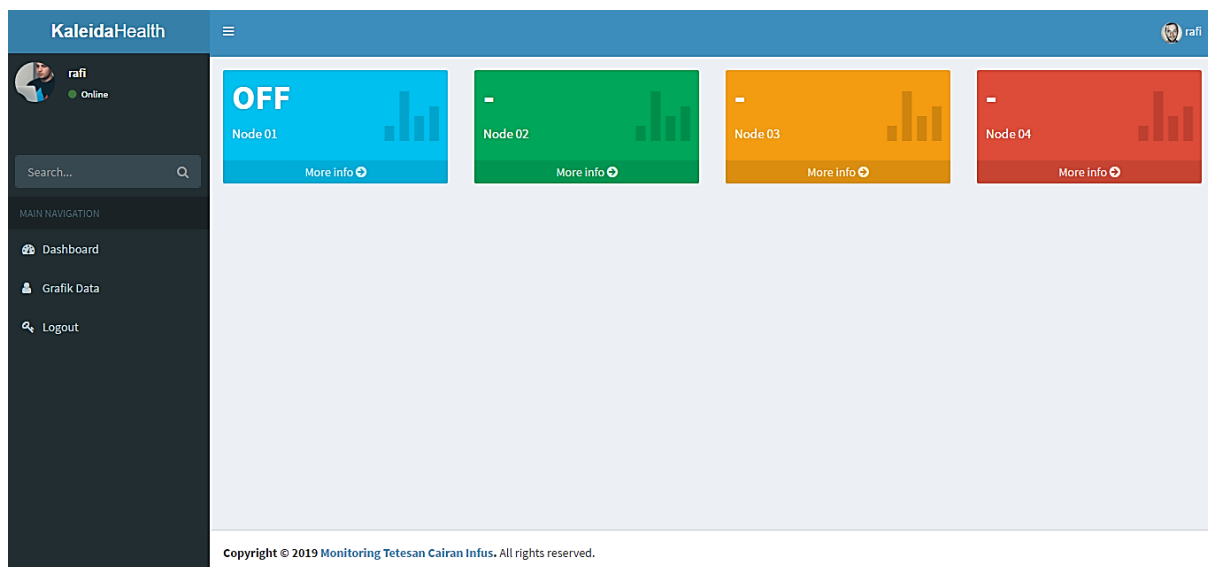 KaleidaHealth
rafi
rafi
Online
Search...
MAIN NAVIGATION
Dashboard
Grafik Data
Logout
OFF
Node 01
More info
-
Node 02
More info
-
Node 03
More info
-
Node 04
More info
Copyright © 2019 Monitoring Tetesan Cairan Infus. All rights reserved.